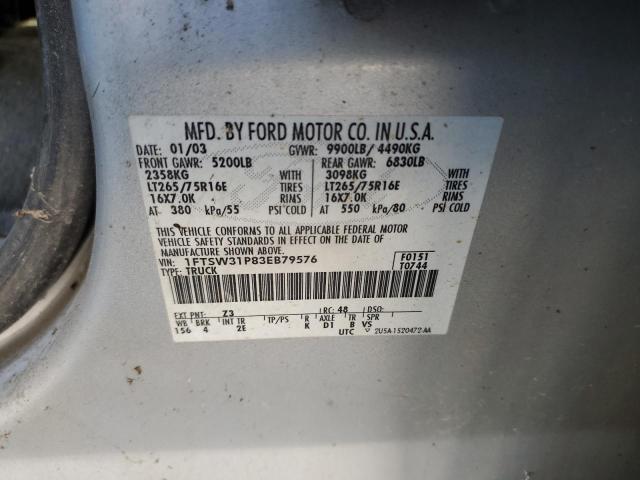 MFD. BY FORD MOTOR CO. IN U.S.A.
DATE: 01/03 GVWR: 9900LB/ 4490KG
FRONT GAWR: 5200LB REAR GAWR: 6830LB
2358KG WITH 3098KG WITH
LT265/75R16E TIRES LT265/75R16E TIRES
16X7.0K RIMS 16X7.0K RIMS
AT 380 kPa/55 PSI COLD AT 550 kPa/80 PSI COLD
THIS VEHICLE CONFORMS TO ALL APPLICABLE FEDERAL MOTOR
VEHICLE SAFETY STANDARDS IN EFFECT ON THE DATE OF
MANUFACTURE SHOWN ABOVE.
VIN: 1FTSW31P83EB79576 F0151
TYPE: TRUCK T0744
EXT PNT: Z3 RC: 48 DSO:
WB BRK INT TR TP/PS R AXLE TR SPR
156 4 2E K D1 B VS
UTC 2U5A-1520472-AA